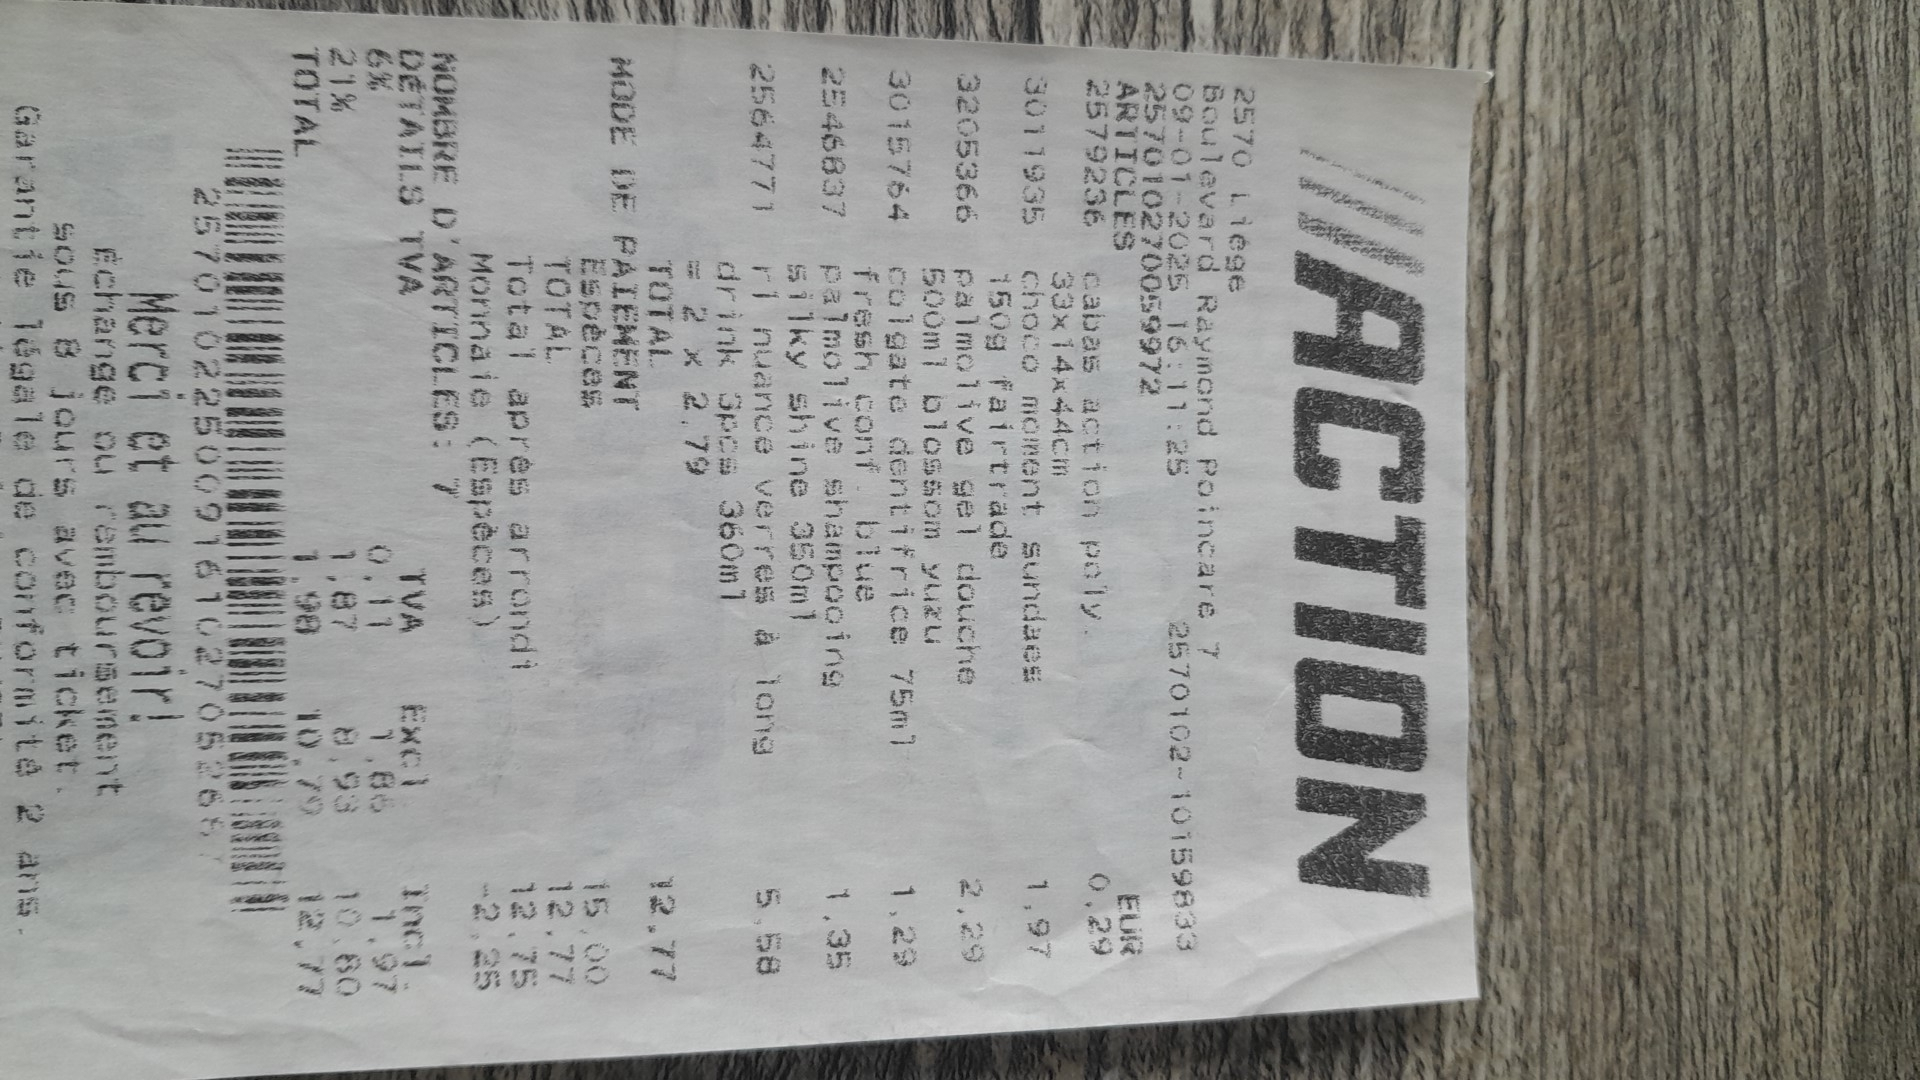 ACTION
2570 Liege
Boulevard Raymond Poincare 7
09-01-2025 16:11:25 2570102-1015983
257010270059972
ARTICLES EUR
2579236 cabas action poly. 0,29
33x14x44cm
3011935 choco moment sundaes 1,97
150g fairtrade
3205366 palmolive gel douche 2,29
500ml blossom yuzu
3015764 colgate dentifrice 75ml 1,29
fresh conf. blue
2546837 palmolive shampooing 1,35
silky shine 350ml
2564771 rl nuance verres à long 5,58
drink 3pcs 360ml
= 2 x 2,79
TOTAL 12,77
MODE DE PAIEMENT
Espèces 15,00
TOTAL 12,77
Total après arrondi 12,75
Monnaie (Espèces) -2,25
NOMBRE D'ARTICLES: 7
DÉTAILS TVA TVA Excl. Incl.
6% 0,11 1,86 1,97
21% 1,87 8,93 10,80
TOTAL 1,98 10,79 12,77
Merci et au revoir!
Échange ou remboursement
sous 8 jours avec ticket.
Garantie légale de conformité 2 ans.